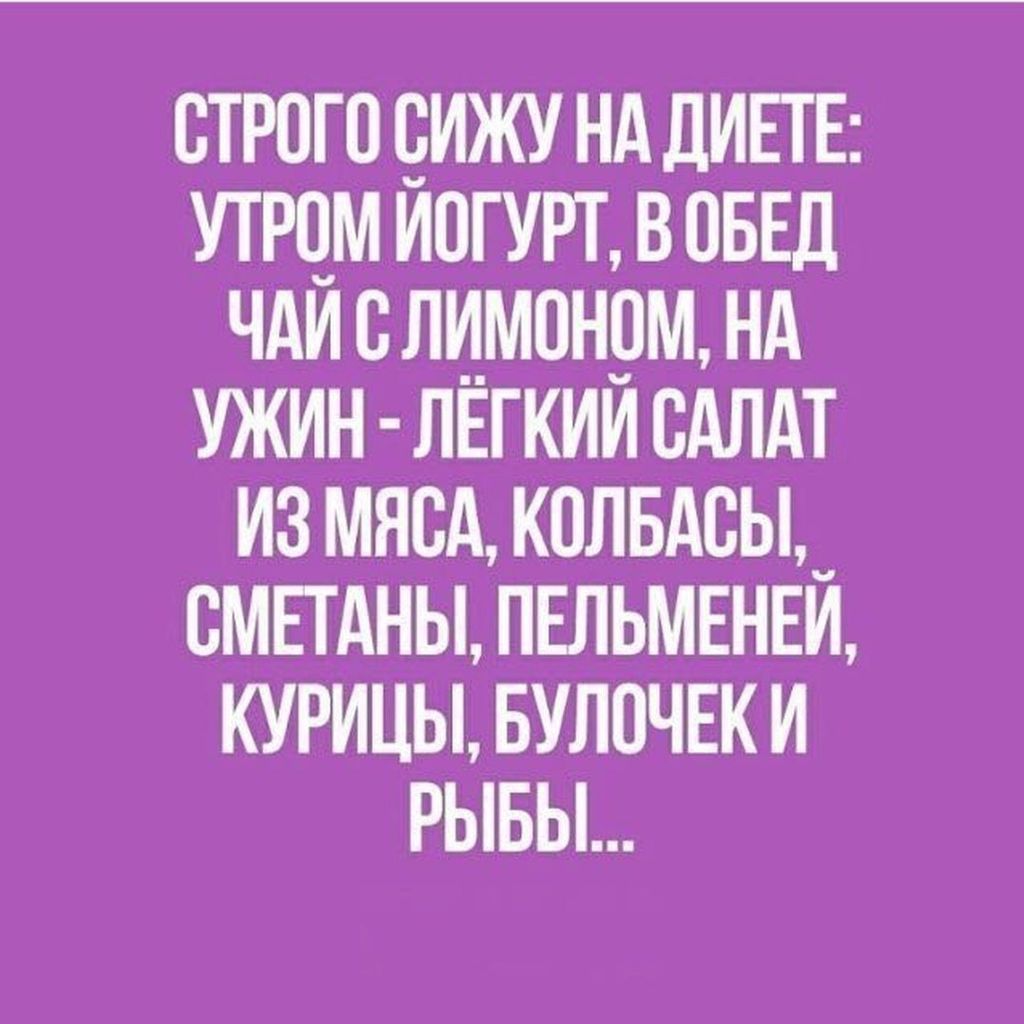 СТРОГО СИЖУ НА ДИЕТЕ:
УТРОМ ЙОГУРТ, В ОБЕД
ЧАЙ С ЛИМОНОМ, НА
УЖИН - ЛЁГКИЙ САЛАТ
ИЗ МЯСА, КОЛБАСЫ,
СМЕТАНЫ, ПЕЛЬМЕНЕЙ,
КУРИЦЫ, БУЛОЧЕК И
РЫБЫ...